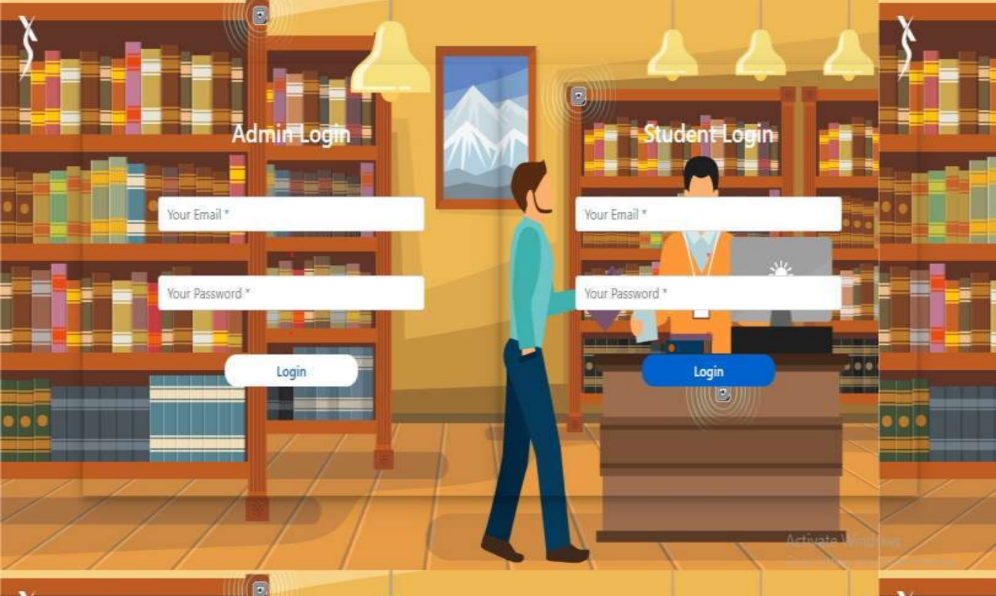 Admin Login
Your Email *
Your Password *
Login
Student Login
Your Email *
Your Password *
Login
Activate Windows